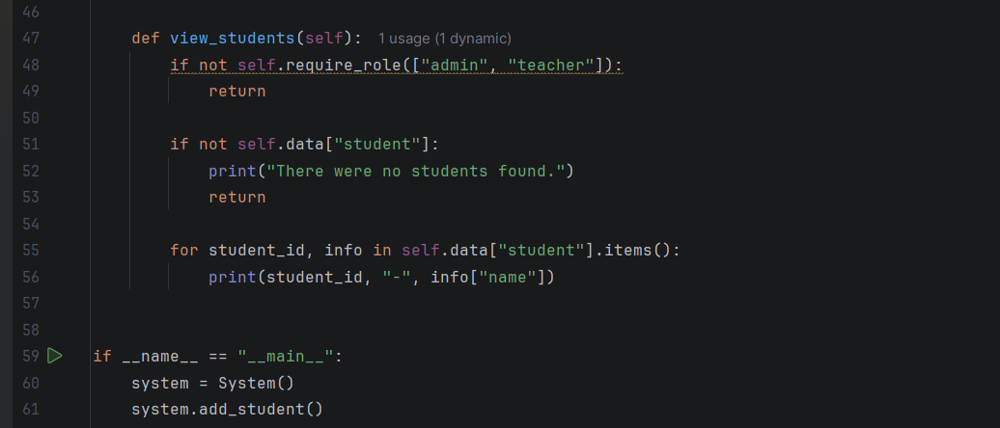 46
47 def view_students(self): 1 usage (1 dynamic)
48 if not self.require_role(["admin", "teacher"]):
49 return
50
51 if not self.data["student"]:
52 print("There were no students found.")
53 return
54
55 for student_id, info in self.data["student"].items():
56 print(student_id, "-", info["name"])
57
58
59 if __name__ == "__main__":
60 system = System()
61 system.add_student()